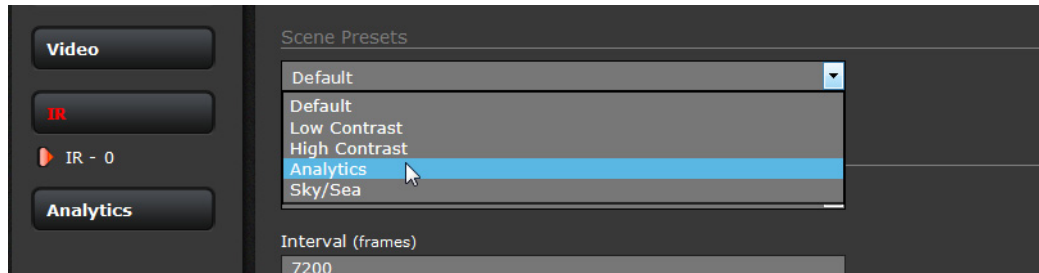 Video
IR
IR - 0
Analytics
Scene Presets
Default
Default
Low Contrast
High Contrast
Analytics
Sky/Sea
Interval (frames)
7200